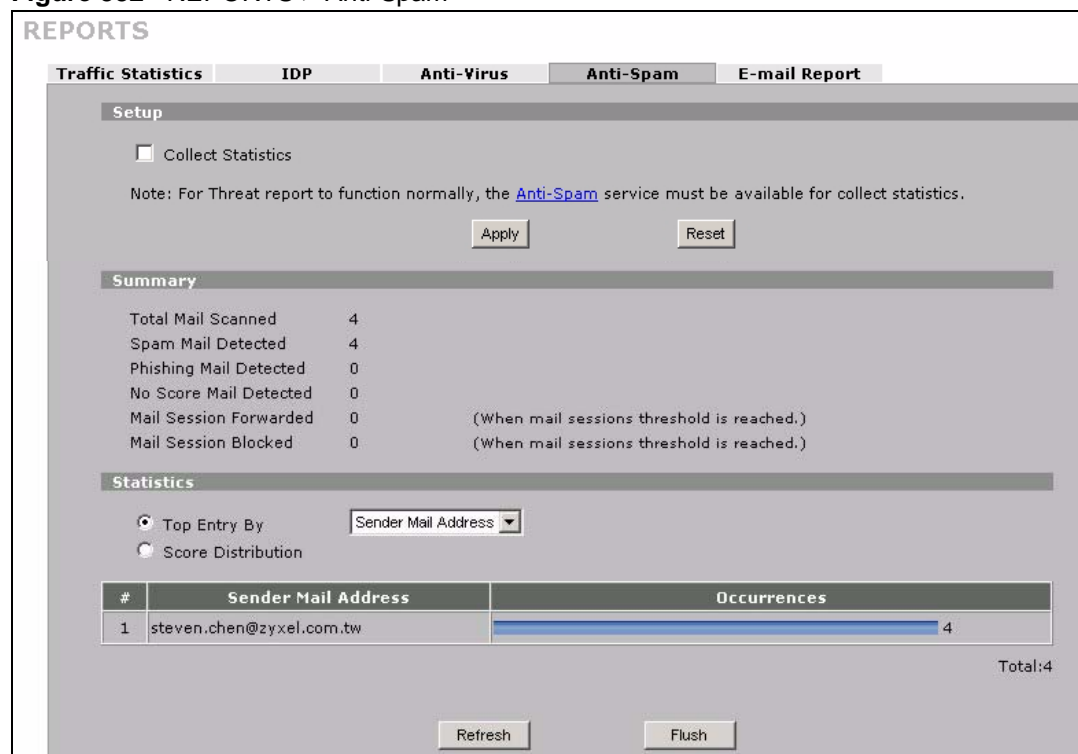 REPORTS
Traffic Statistics IDP Anti-Virus Anti-Spam E-mail Report
Setup
Collect Statistics
Note: For Threat report to function normally, the Anti-Spam service must be available for collect statistics.
Apply Reset
Summary
Total Mail Scanned 4
Spam Mail Detected 4
Phishing Mail Detected 0
No Score Mail Detected 0
Mail Session Forwarded 0 (When mail sessions threshold is reached.)
Mail Session Blocked 0 (When mail sessions threshold is reached.)
Statistics
Top Entry By Sender Mail Address
Score Distribution
# Sender Mail Address Occurrences
1 steven.chen@zyxel.com.tw 4
Total:4
Refresh Flush